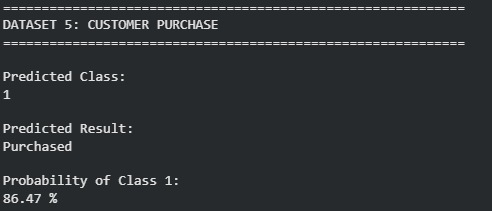 ==========================================================
DATASET 5: CUSTOMER PURCHASE
==========================================================
Predicted Class:
1
Predicted Result:
Purchased
Probability of Class 1:
86.47 %